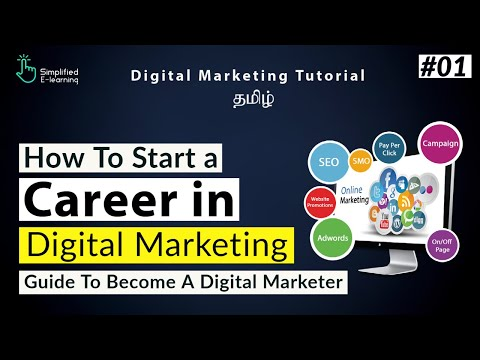 Simplified
E-learning
Digital Marketing Tutorial
தமிழ்
#01
How To Start a
Career in
Digital Marketing
Guide To Become A Digital Marketer
SEO
SMO
Pay Per
Click
Campaign
Online
Marketing
Website
Promotions
Adwords
On/Off
Page